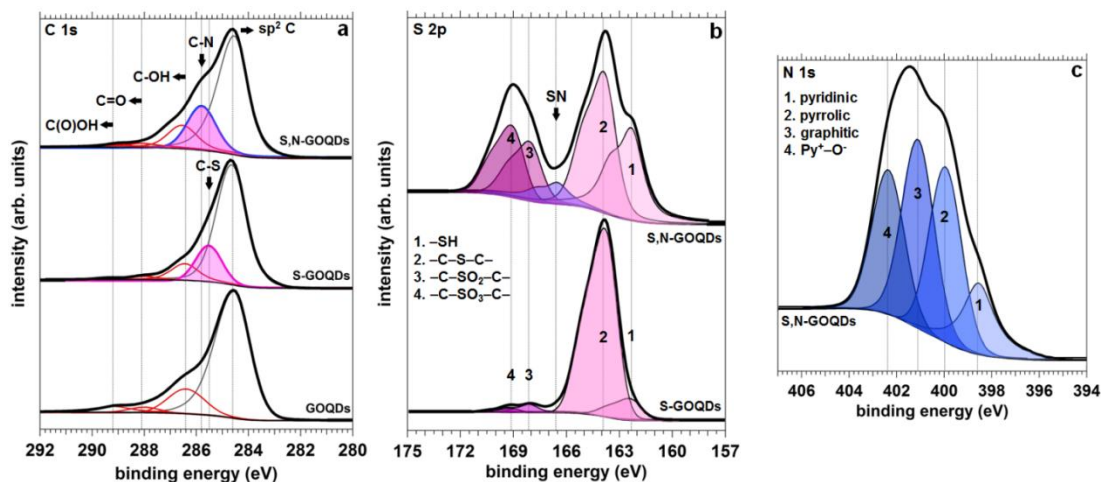 C 1s
a
sp² C
C-N
C-OH
C=O
C(O)OH
S,N-GOQDs
C-S
S-GOQDs
GOQDs
intensity (arb. units)
292 290 288 286 284 282 280
binding energy (eV)
S 2p
b
SN
2
4
3
1
S,N-GOQDs
1. –SH
2. –C–S–C–
3. –C–SO₂–C–
4. –C–SO₃–C–
2
1
4 3
S-GOQDs
intensity (arb. units)
175 172 169 166 163 160 157
binding energy (eV)
N 1s
c
1. pyridinic
2. pyrrolic
3. graphitic
4. Py⁺–O⁻
3
2
4
1
S,N-GOQDs
intensity (arb. units)
406 404 402 400 398 396 394
binding energy (eV)